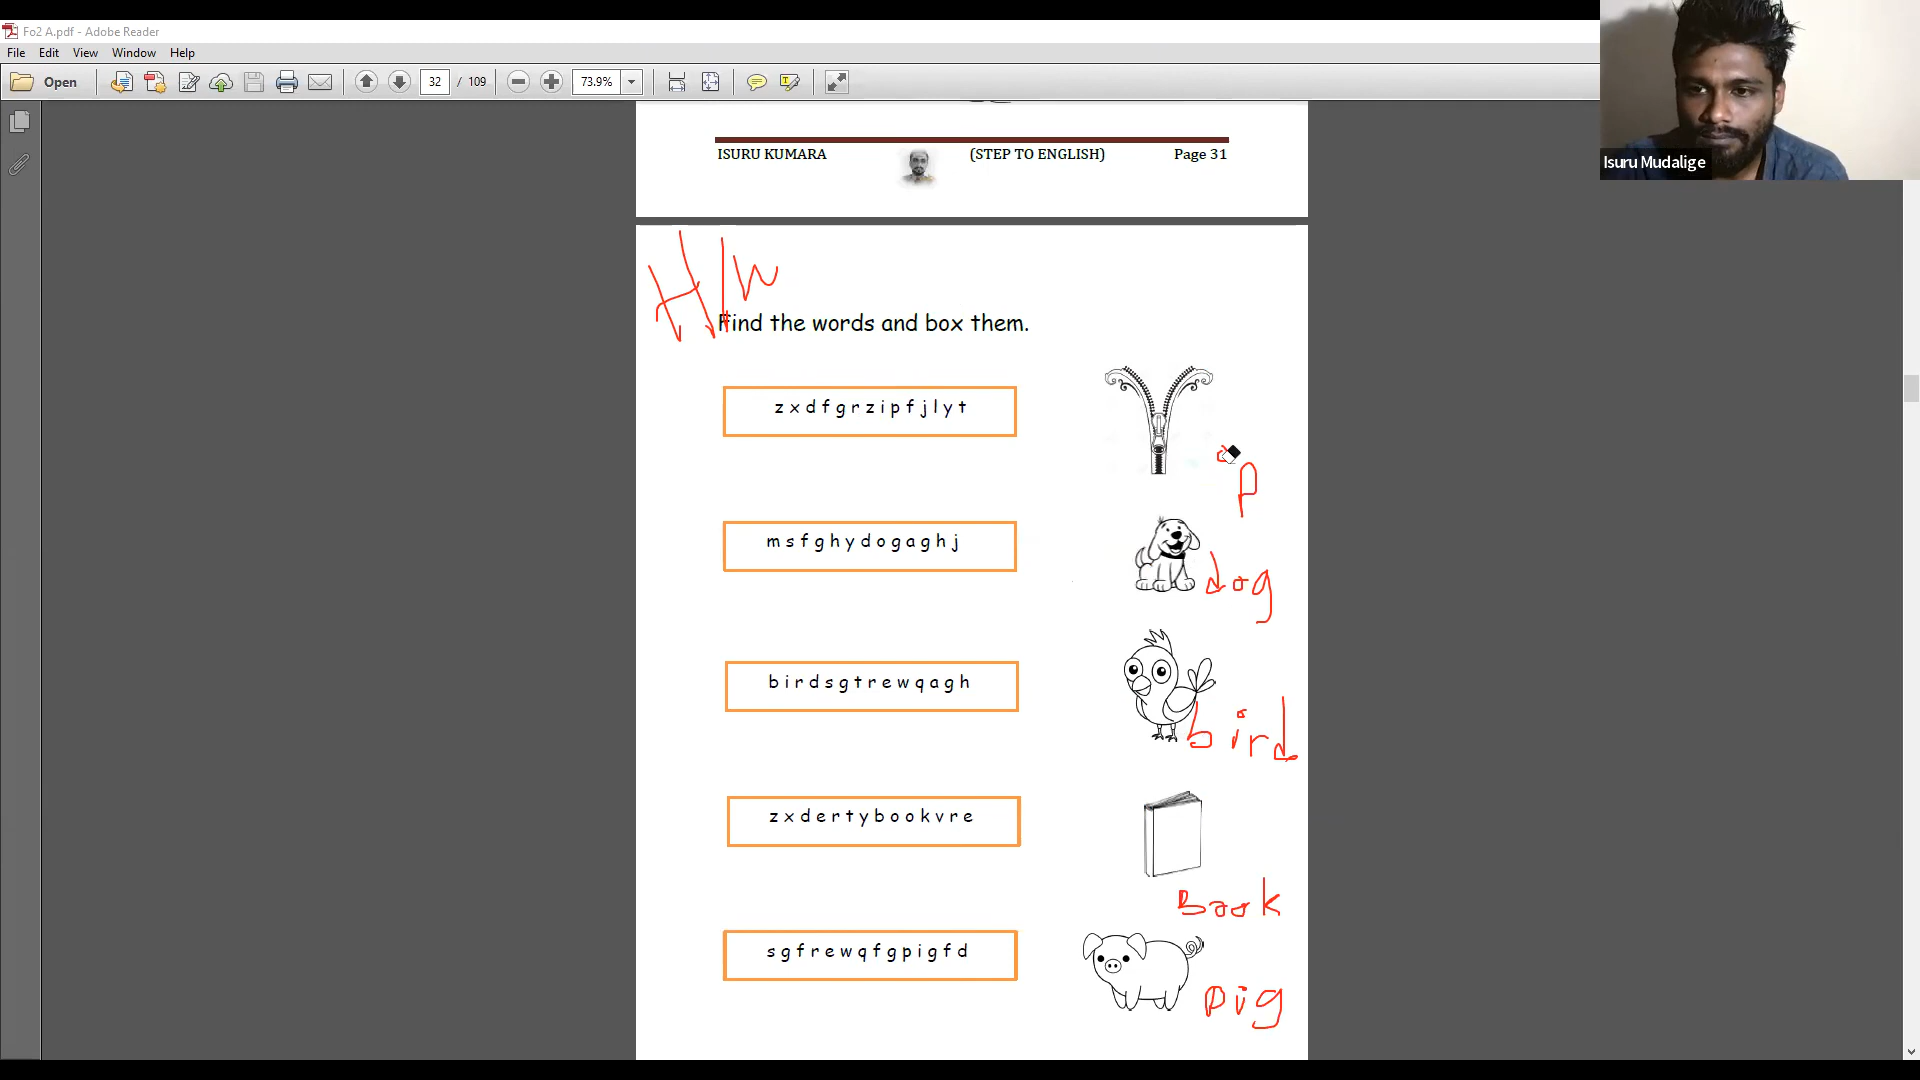 Fo2 A.pdf - Adobe Reader
File Edit View Window Help
Open 32 / 109 73.9%
Isuru Mudalige
ISURU KUMARA (STEP TO ENGLISH) Page 31
H/W
Find the words and box them.
z x d f g r z i p f j l y t
p
m s f g h y d o g a g h j
dog
b i r d s g t r e w q a g h
bird
z x d e r t y b o o k v r e
Book
s g f r e w q f g p i g f d
pig